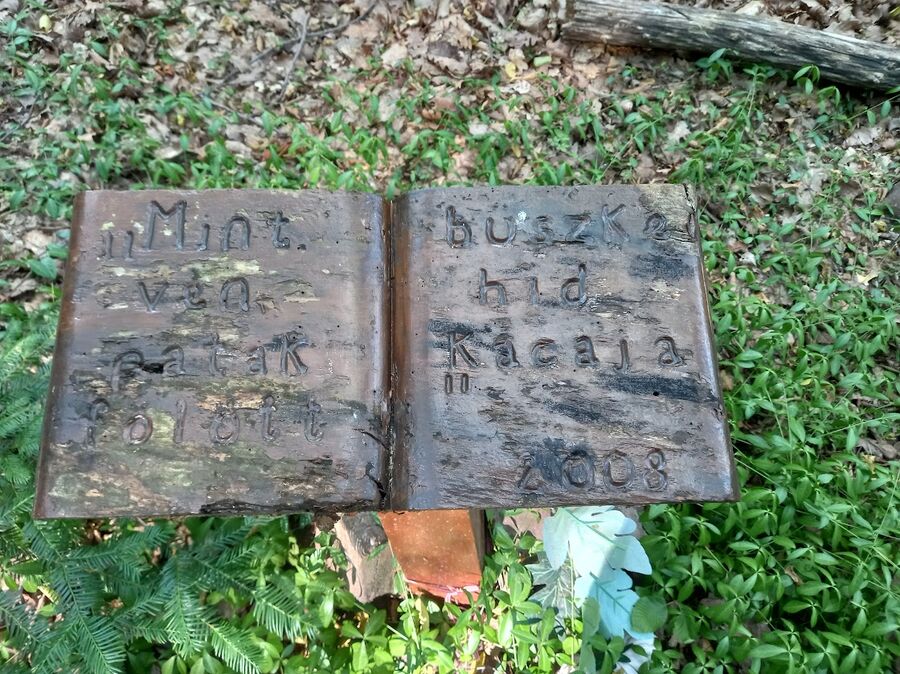 „Mint
vén
patak
fölött
büszke
híd
kacaja
"
2008